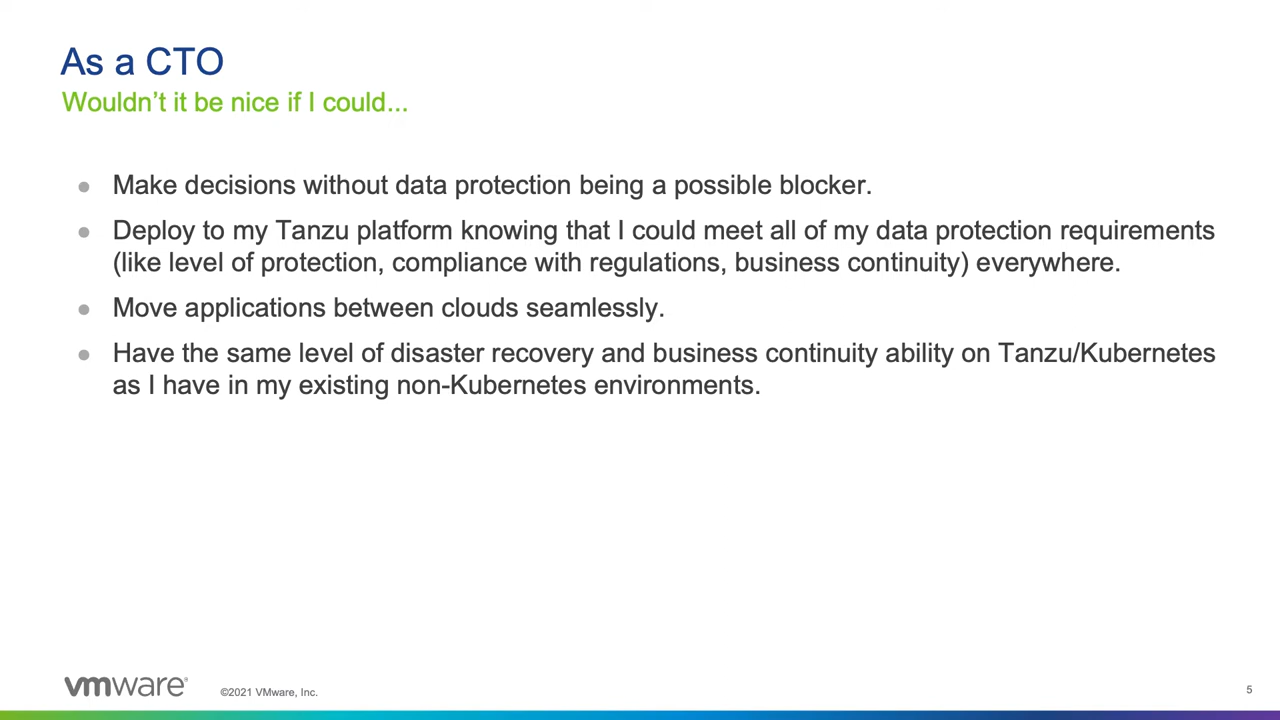 As a CTO
Wouldn't it be nice if I could...
● Make decisions without data protection being a possible blocker.
● Deploy to my Tanzu platform knowing that I could meet all of my data protection requirements
(like level of protection, compliance with regulations, business continuity) everywhere.
● Move applications between clouds seamlessly.
● Have the same level of disaster recovery and business continuity ability on Tanzu/Kubernetes
as I have in my existing non-Kubernetes environments.
vmware®
©2021 VMware, Inc.
5